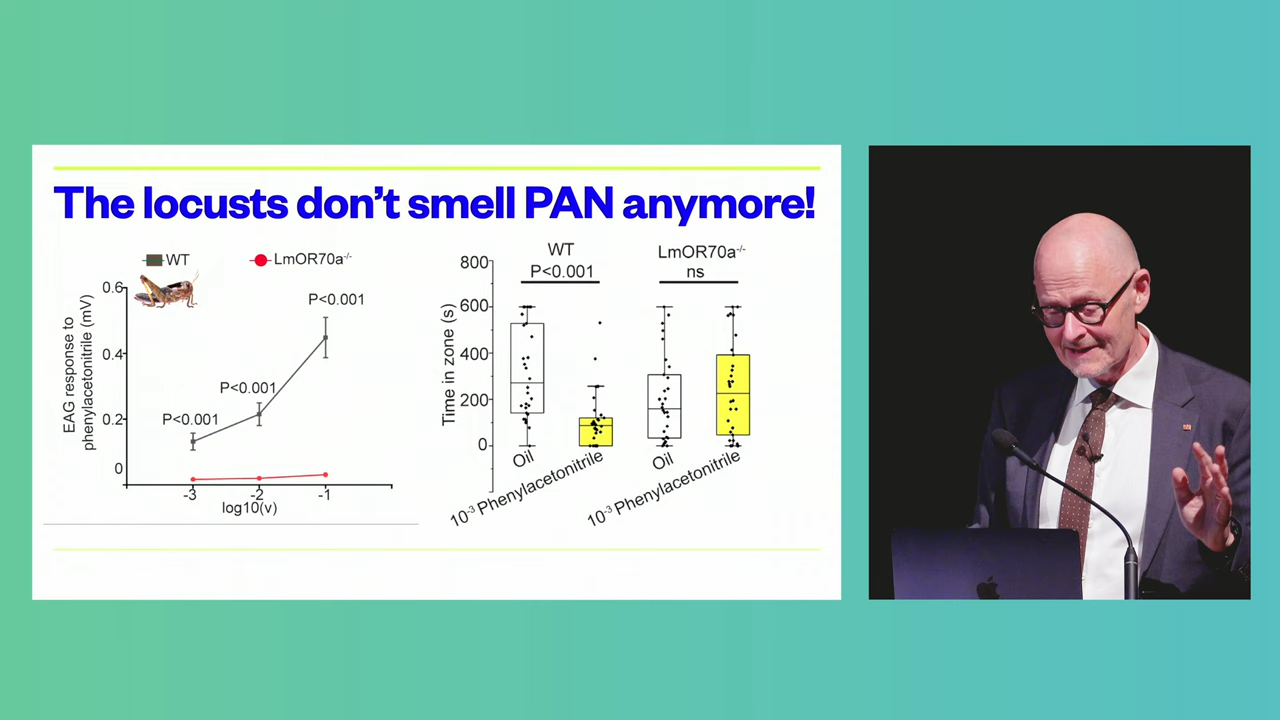 The locusts don't smell PAN anymore!
WT
LmOR70a-/-
EAG response to
phenylacetonitrile (mV)
0.6
0.4
0.2
0
P<0.001
P<0.001
P<0.001
-3
-2
-1
log10(v)
WT
P<0.001
LmOR70a-/-
ns
Time in zone (s)
800
600
400
200
0
Oil
10-3 Phenylacetonitrile
Oil
10-3 Phenylacetonitrile